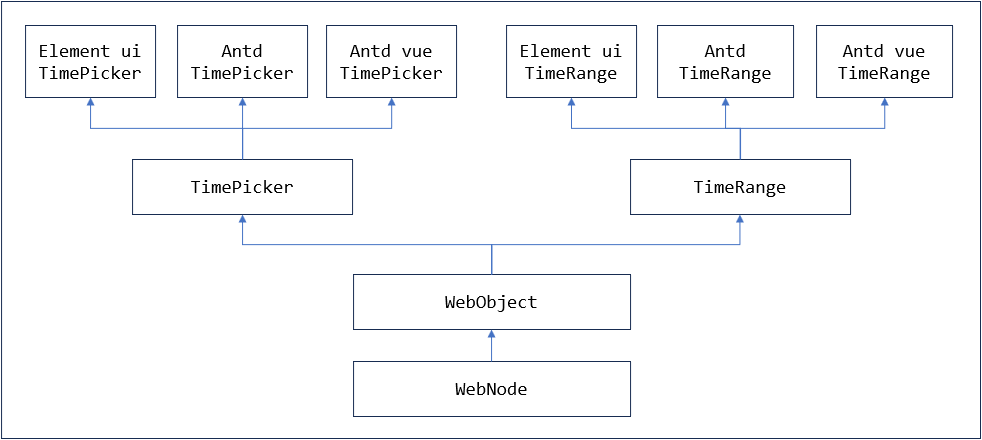 Element ui
TimePicker
Antd
TimePicker
Antd vue
TimePicker
Element ui
TimeRange
Antd
TimeRange
Antd vue
TimeRange
TimePicker
TimeRange
WebObject
WebNode